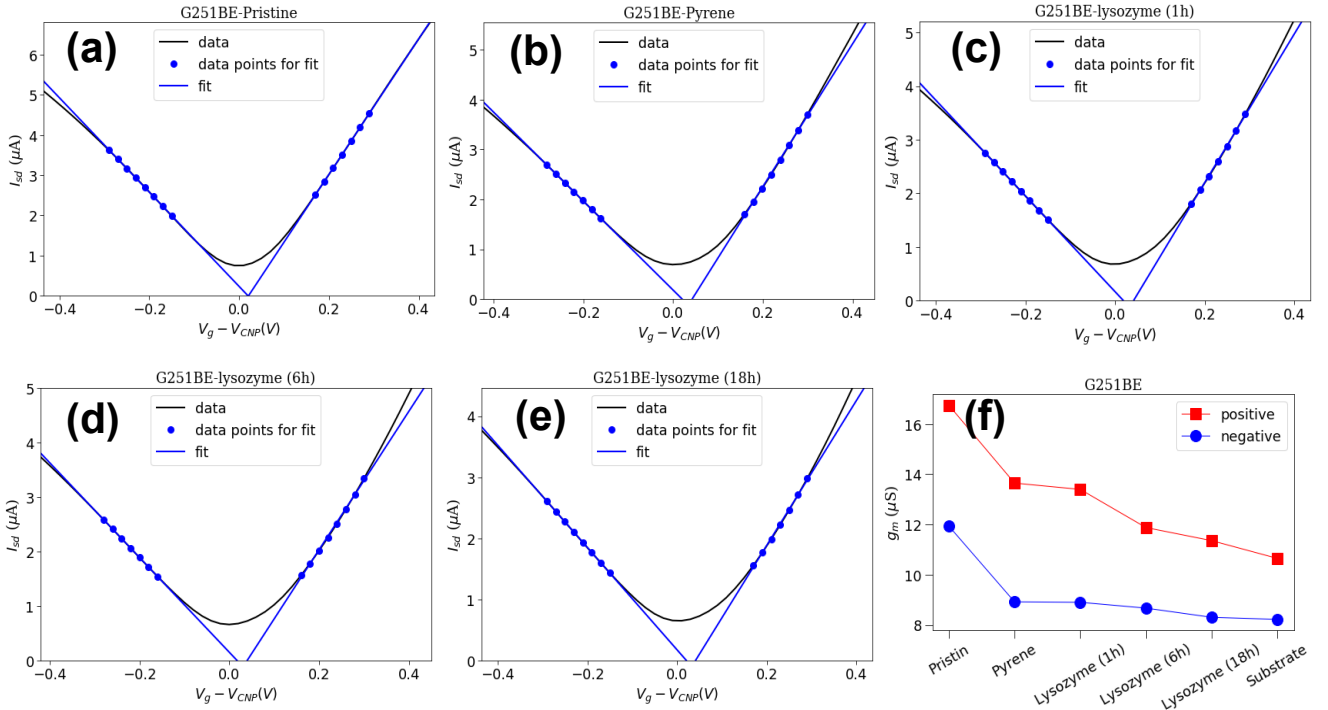 G251BE-Pristine
(a)
data
data points for fit
fit
I_sd (μA)
6
5
4
3
2
1
0
−0.4 −0.2 0.0 0.2 0.4
V_g − V_CNP(V)
G251BE-Pyrene
(b)
data
data points for fit
fit
I_sd (μA)
5
4
3
2
1
0
−0.4 −0.2 0.0 0.2 0.4
V_g − V_CNP(V)
G251BE-lysozyme (1h)
(c)
data
data points for fit
fit
I_sd (μA)
5
4
3
2
1
0
−0.4 −0.2 0.0 0.2 0.4
V_g − V_CNP(V)
G251BE-lysozyme (6h)
(d)
data
data points for fit
fit
I_sd (μA)
5
4
3
2
1
0
−0.4 −0.2 0.0 0.2 0.4
V_g − V_CNP(V)
G251BE-lysozyme (18h)
(e)
data
data points for fit
fit
I_sd (μA)
4
3
2
1
0
−0.4 −0.2 0.0 0.2 0.4
V_g − V_CNP(V)
G251BE
(f)
positive
negative
g_m (μS)
16
14
12
10
8
Pristin
Pyrene
Lysozyme (1h)
Lysozyme (6h)
Lysozyme (18h)
Substrate